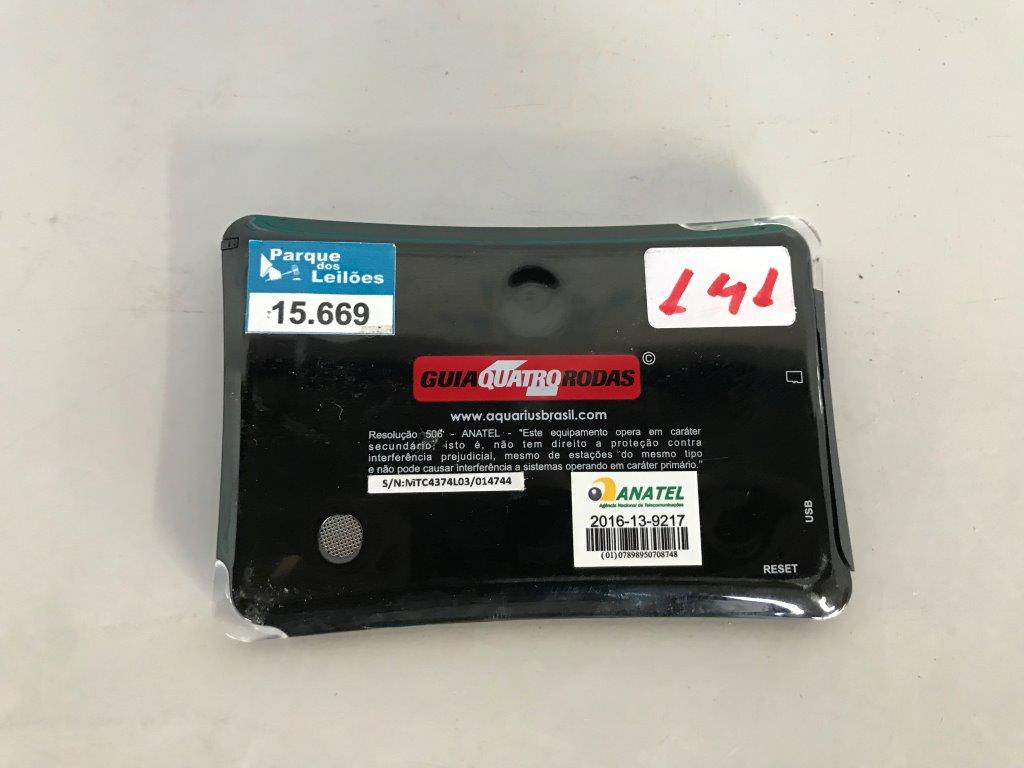 Parque
dos
Leilões
15.669
141
GUIA QUATRO RODAS ©
www.aquariusbrasil.com
Resolução 506 - ANATEL - "Este equipamento opera em caráter
secundário, isto é, não tem direito a proteção contra
interferência prejudicial, mesmo de estações do mesmo tipo
e não pode causar interferência a sistemas operando em caráter primário."
S/N:MTC4374L03/014744
ANATEL
Agência Nacional de Telecomunicações
2016-13-9217
(01)07898950708748
USB
RESET